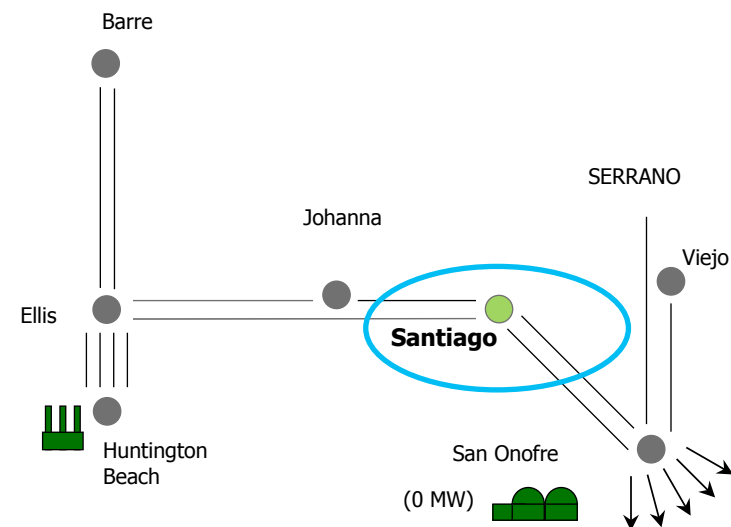 Barre
SERRANO
Johanna
Viejo
Ellis
Santiago
Huntington
Beach
San Onofre
(0 MW)